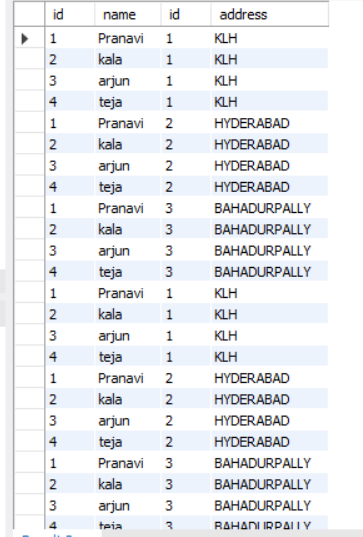 id name id address
1 Pranavi 1 KLH
2 kala 1 KLH
3 arjun 1 KLH
4 teja 1 KLH
1 Pranavi 2 HYDERABAD
2 kala 2 HYDERABAD
3 arjun 2 HYDERABAD
4 teja 2 HYDERABAD
1 Pranavi 3 BAHADURPALLY
2 kala 3 BAHADURPALLY
3 arjun 3 BAHADURPALLY
4 teja 3 BAHADURPALLY
1 Pranavi 1 KLH
2 kala 1 KLH
3 arjun 1 KLH
4 teja 1 KLH
1 Pranavi 2 HYDERABAD
2 kala 2 HYDERABAD
3 arjun 2 HYDERABAD
4 teja 2 HYDERABAD
1 Pranavi 3 BAHADURPALLY
2 kala 3 BAHADURPALLY
3 arjun 3 BAHADURPALLY
4 teja 3 BAHADURPALLY